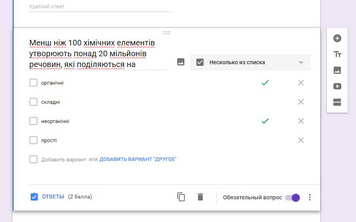 Краткий ответ
Менш ніж 100 хімічних елементів
утворюють понад 20 мільйонів
речовин, які поділяються на
Несколько из списка
органічні
складні
неорганічні
прості
Добавить вариант или ДОБАВИТЬ ВАРИАНТ "ДРУГОЕ"
ОТВЕТЫ (2 балла)
Обязательный вопрос
Тт